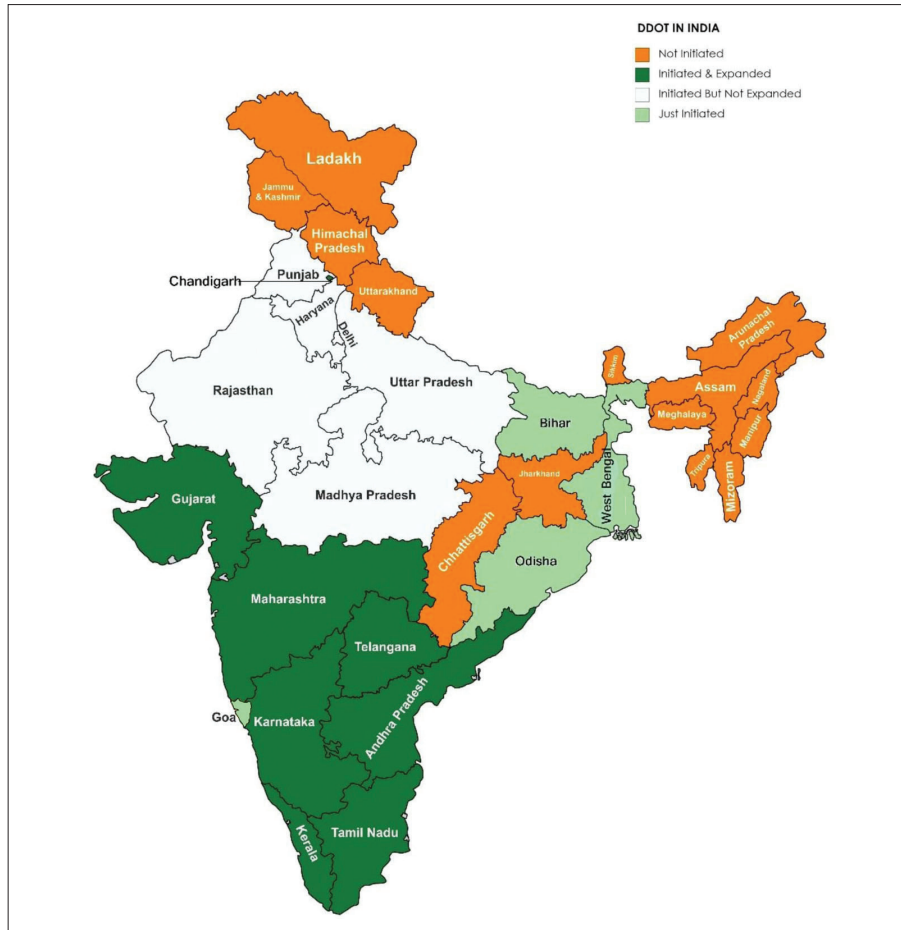 DDOT IN INDIA
Not Initiated
Initiated & Expanded
Initiated But Not Expanded
Just Initiated
Ladakh
Jammu
& Kashmir
Himachal
Pradesh
Chandigarh
Punjab
Uttarakhand
Haryana
Delhi
Rajasthan
Uttar Pradesh
Sikkim
Arunachal
Pradesh
Assam
Nagaland
Meghalaya
Manipur
Tripura
Mizoram
Bihar
Jharkhand
West Bengal
Gujarat
Madhya Pradesh
Chhattisgarh
Odisha
Maharashtra
Telangana
Goa
Karnataka
Andhra Pradesh
Kerala
Tamil Nadu